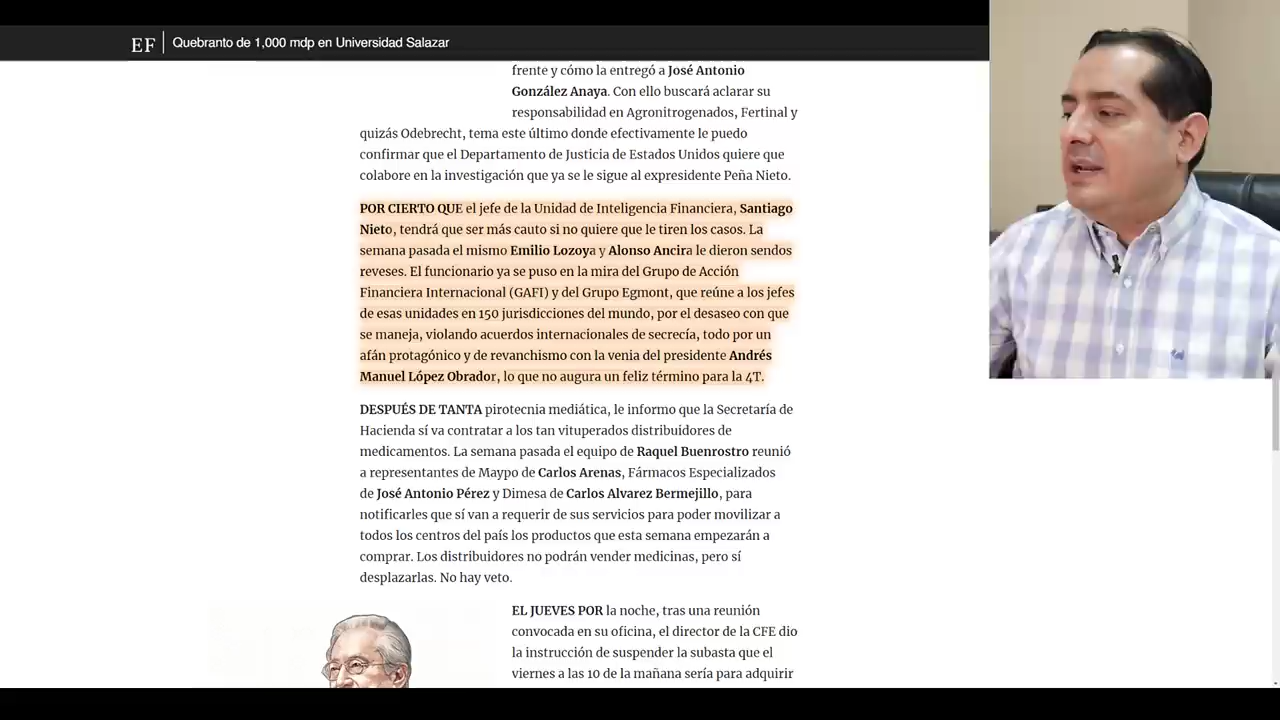 EF Quebranto de 1,000 mdp en Universidad Salazar
frente y cómo la entregó a José Antonio
González Anaya. Con ello buscará aclarar su
responsabilidad en Agronitrogenados, Fertinal y
quizás Odebrecht, tema este último donde efectivamente le puedo
confirmar que el Departamento de Justicia de Estados Unidos quiere que
colabore en la investigación que ya se le sigue al expresidente Peña Nieto.
POR CIERTO QUE el jefe de la Unidad de Inteligencia Financiera, Santiago
Nieto, tendrá que ser más cauto si no quiere que le tiren los casos. La
semana pasada el mismo Emilio Lozoya y Alonso Ancira le dieron sendos
reveses. El funcionario ya se puso en la mira del Grupo de Acción
Financiera Internacional (GAFI) y del Grupo Egmont, que reúne a los jefes
de esas unidades en 150 jurisdicciones del mundo, por el desaseo con que
se maneja, violando acuerdos internacionales de secrecía, todo por un
afán protagónico y de revanchismo con la venia del presidente Andrés
Manuel López Obrador, lo que no augura un feliz término para la 4T.
DESPUÉS DE TANTA pirotecnia mediática, le informo que la Secretaría de
Hacienda sí va contratar a los tan vituperados distribuidores de
medicamentos. La semana pasada el equipo de Raquel Buenrostro reunió
a representantes de Maypo de Carlos Arenas, Fármacos Especializados
de José Antonio Pérez y Dimesa de Carlos Alvarez Bermejillo, para
notificarles que sí van a requerir de sus servicios para poder movilizar a
todos los centros del país los productos que esta semana empezarán a
comprar. Los distribuidores no podrán vender medicinas, pero sí
desplazarlas. No hay veto.
EL JUEVES POR la noche, tras una reunión
convocada en su oficina, el director de la CFE dio
la instrucción de suspender la subasta que el
viernes a las 10 de la mañana sería para adquirir